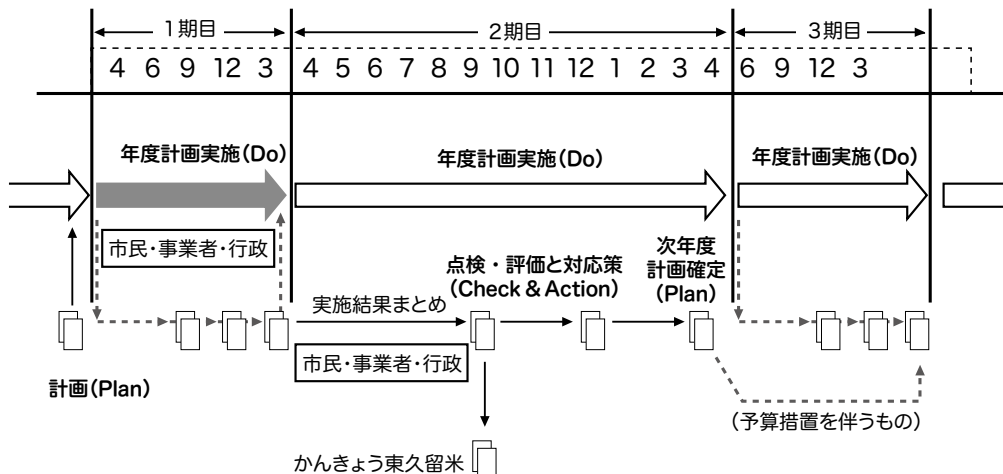 1期目 2期目 3期目
4 6 9 12 3 4 5 6 7 8 9 10 11 12 1 2 3 4 6 9 12 3
年度計画実施(Do) 年度計画実施(Do) 年度計画実施(Do)
市民・事業者・行政
点検・評価と対応策
(Check & Action)
次年度
計画確定
(Plan)
実施結果まとめ
市民・事業者・行政
計画(Plan)
(予算措置を伴うもの)
かんきょう東久留米